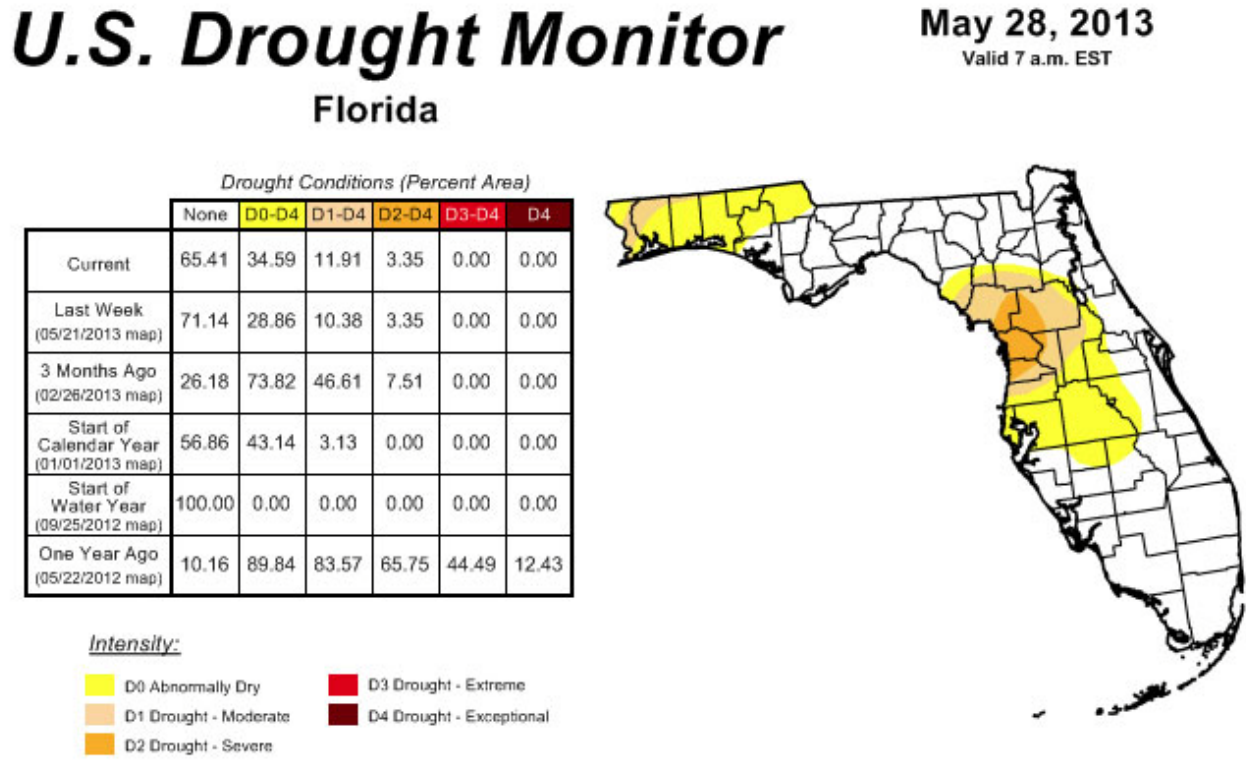 U.S. Drought Monitor
May 28, 2013
Valid 7 a.m. EST
Florida
Drought Conditions (Percent Area)
None D0-D4 D1-D4 D2-D4 D3-D4 D4
Current 65.41 34.59 11.91 3.35 0.00 0.00
Last Week
(05/21/2013 map) 71.14 28.86 10.38 3.35 0.00 0.00
3 Months Ago
(02/26/2013 map) 26.18 73.82 46.61 7.51 0.00 0.00
Start of
Calendar Year
(01/01/2013 map) 56.86 43.14 3.13 0.00 0.00 0.00
Start of
Water Year
(09/25/2012 map) 100.00 0.00 0.00 0.00 0.00 0.00
One Year Ago
(05/22/2012 map) 10.16 89.84 83.57 65.75 44.49 12.43
Intensity:
D0 Abnormally Dry
D1 Drought - Moderate
D2 Drought - Severe
D3 Drought - Extreme
D4 Drought - Exceptional